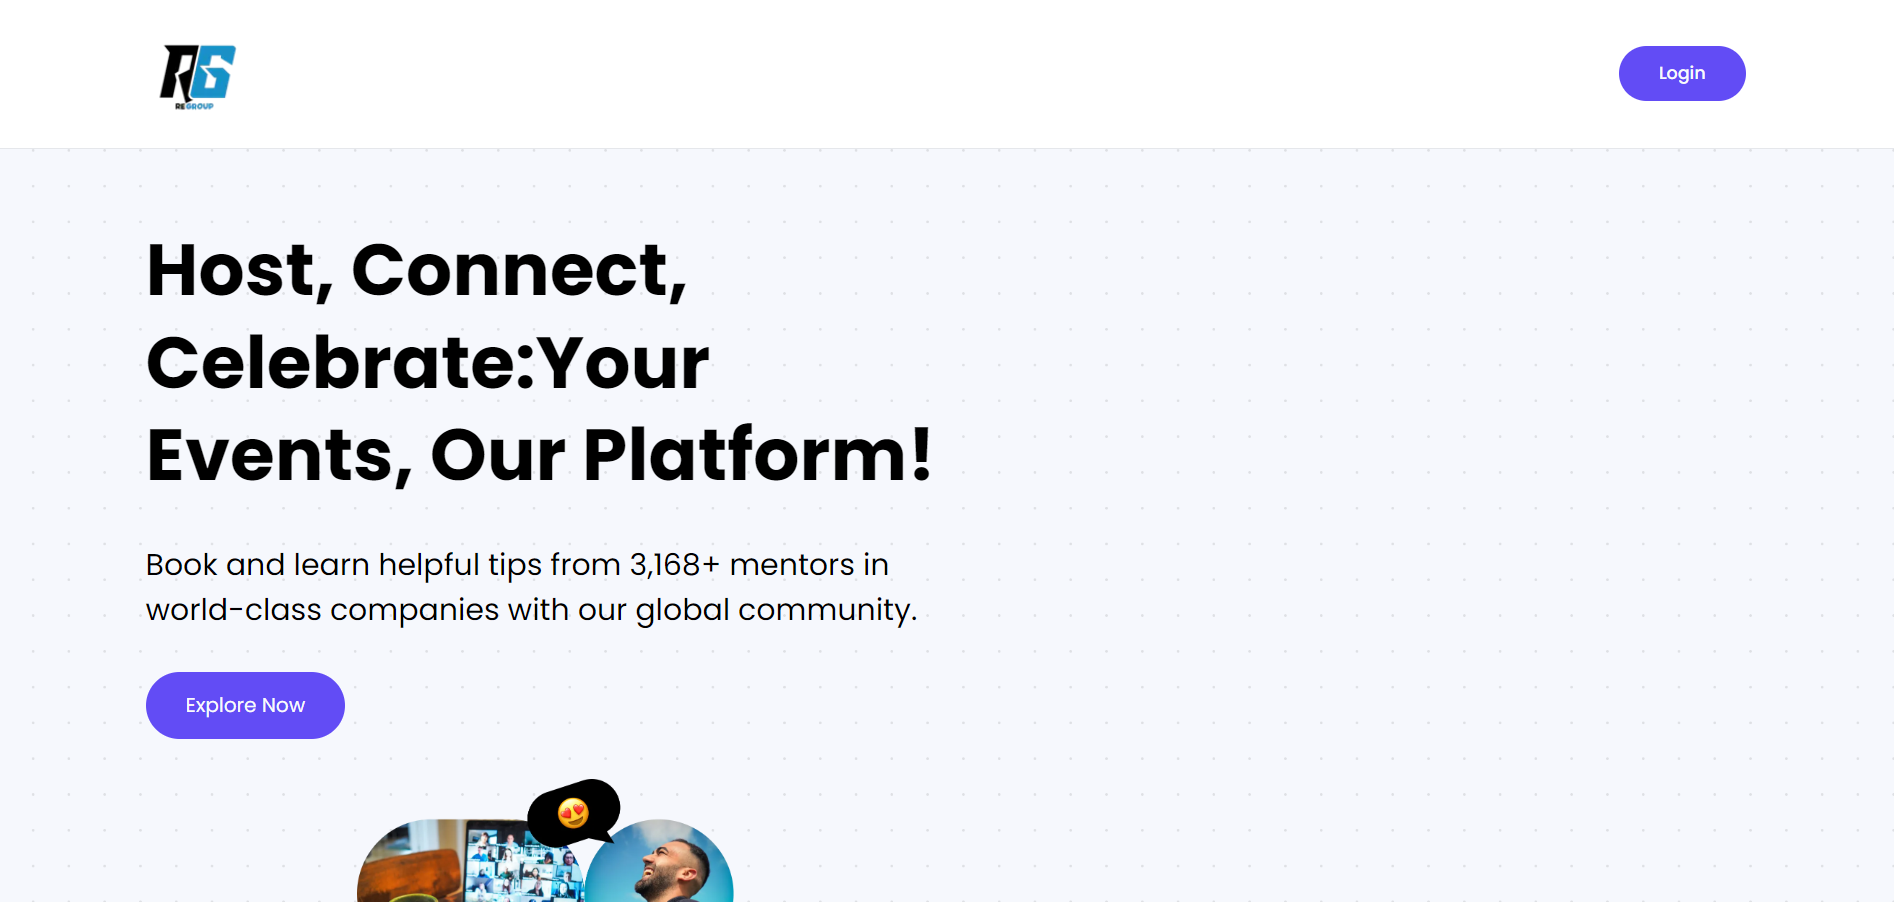 RG
REGROUP
Login
Host, Connect,
Celebrate:Your
Events, Our Platform!
Book and learn helpful tips from 3,168+ mentors in
world-class companies with our global community.
Explore Now